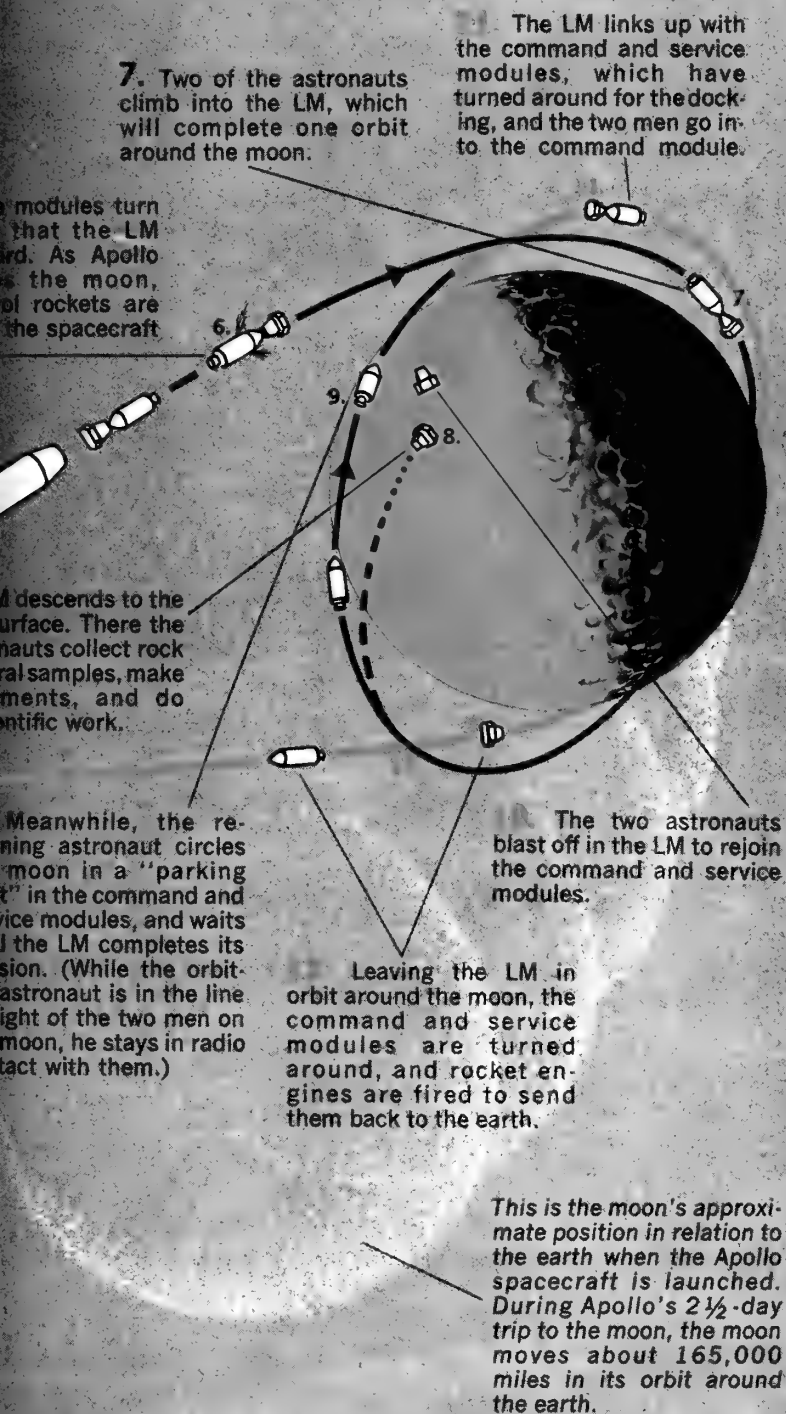 7. Two of the astronauts
climb into the LM, which
will complete one orbit
around the moon.
The LM links up with
the command and service
modules, which have
turned around for the dock-
ing, and the two men go in-
to the command module.
modules turn
that the LM
As Apollo
the moon,
rockets are
the spacecraft
6.
7.
9.
8.
descends to the
There the
collect rock
samples, make
and do
work.
Meanwhile, the re-
astronaut circles
moon in a “parking
in the command and
modules, and waits
the LM completes its
(While the orbit-
astronaut is in the line
of the two men on
moon, he stays in radio
with them.)
The two astronauts
blast off in the LM to rejoin
the command and service
modules.
Leaving the LM in
orbit around the moon, the
command and service
modules are turned
around, and rocket en-
gines are fired to send
them back to the earth.
This is the moon's approxi-
mate position in relation to
the earth when the Apollo
spacecraft is launched.
During Apollo's 2½-day
trip to the moon, the moon
moves about 165,000
miles in its orbit around
the earth.